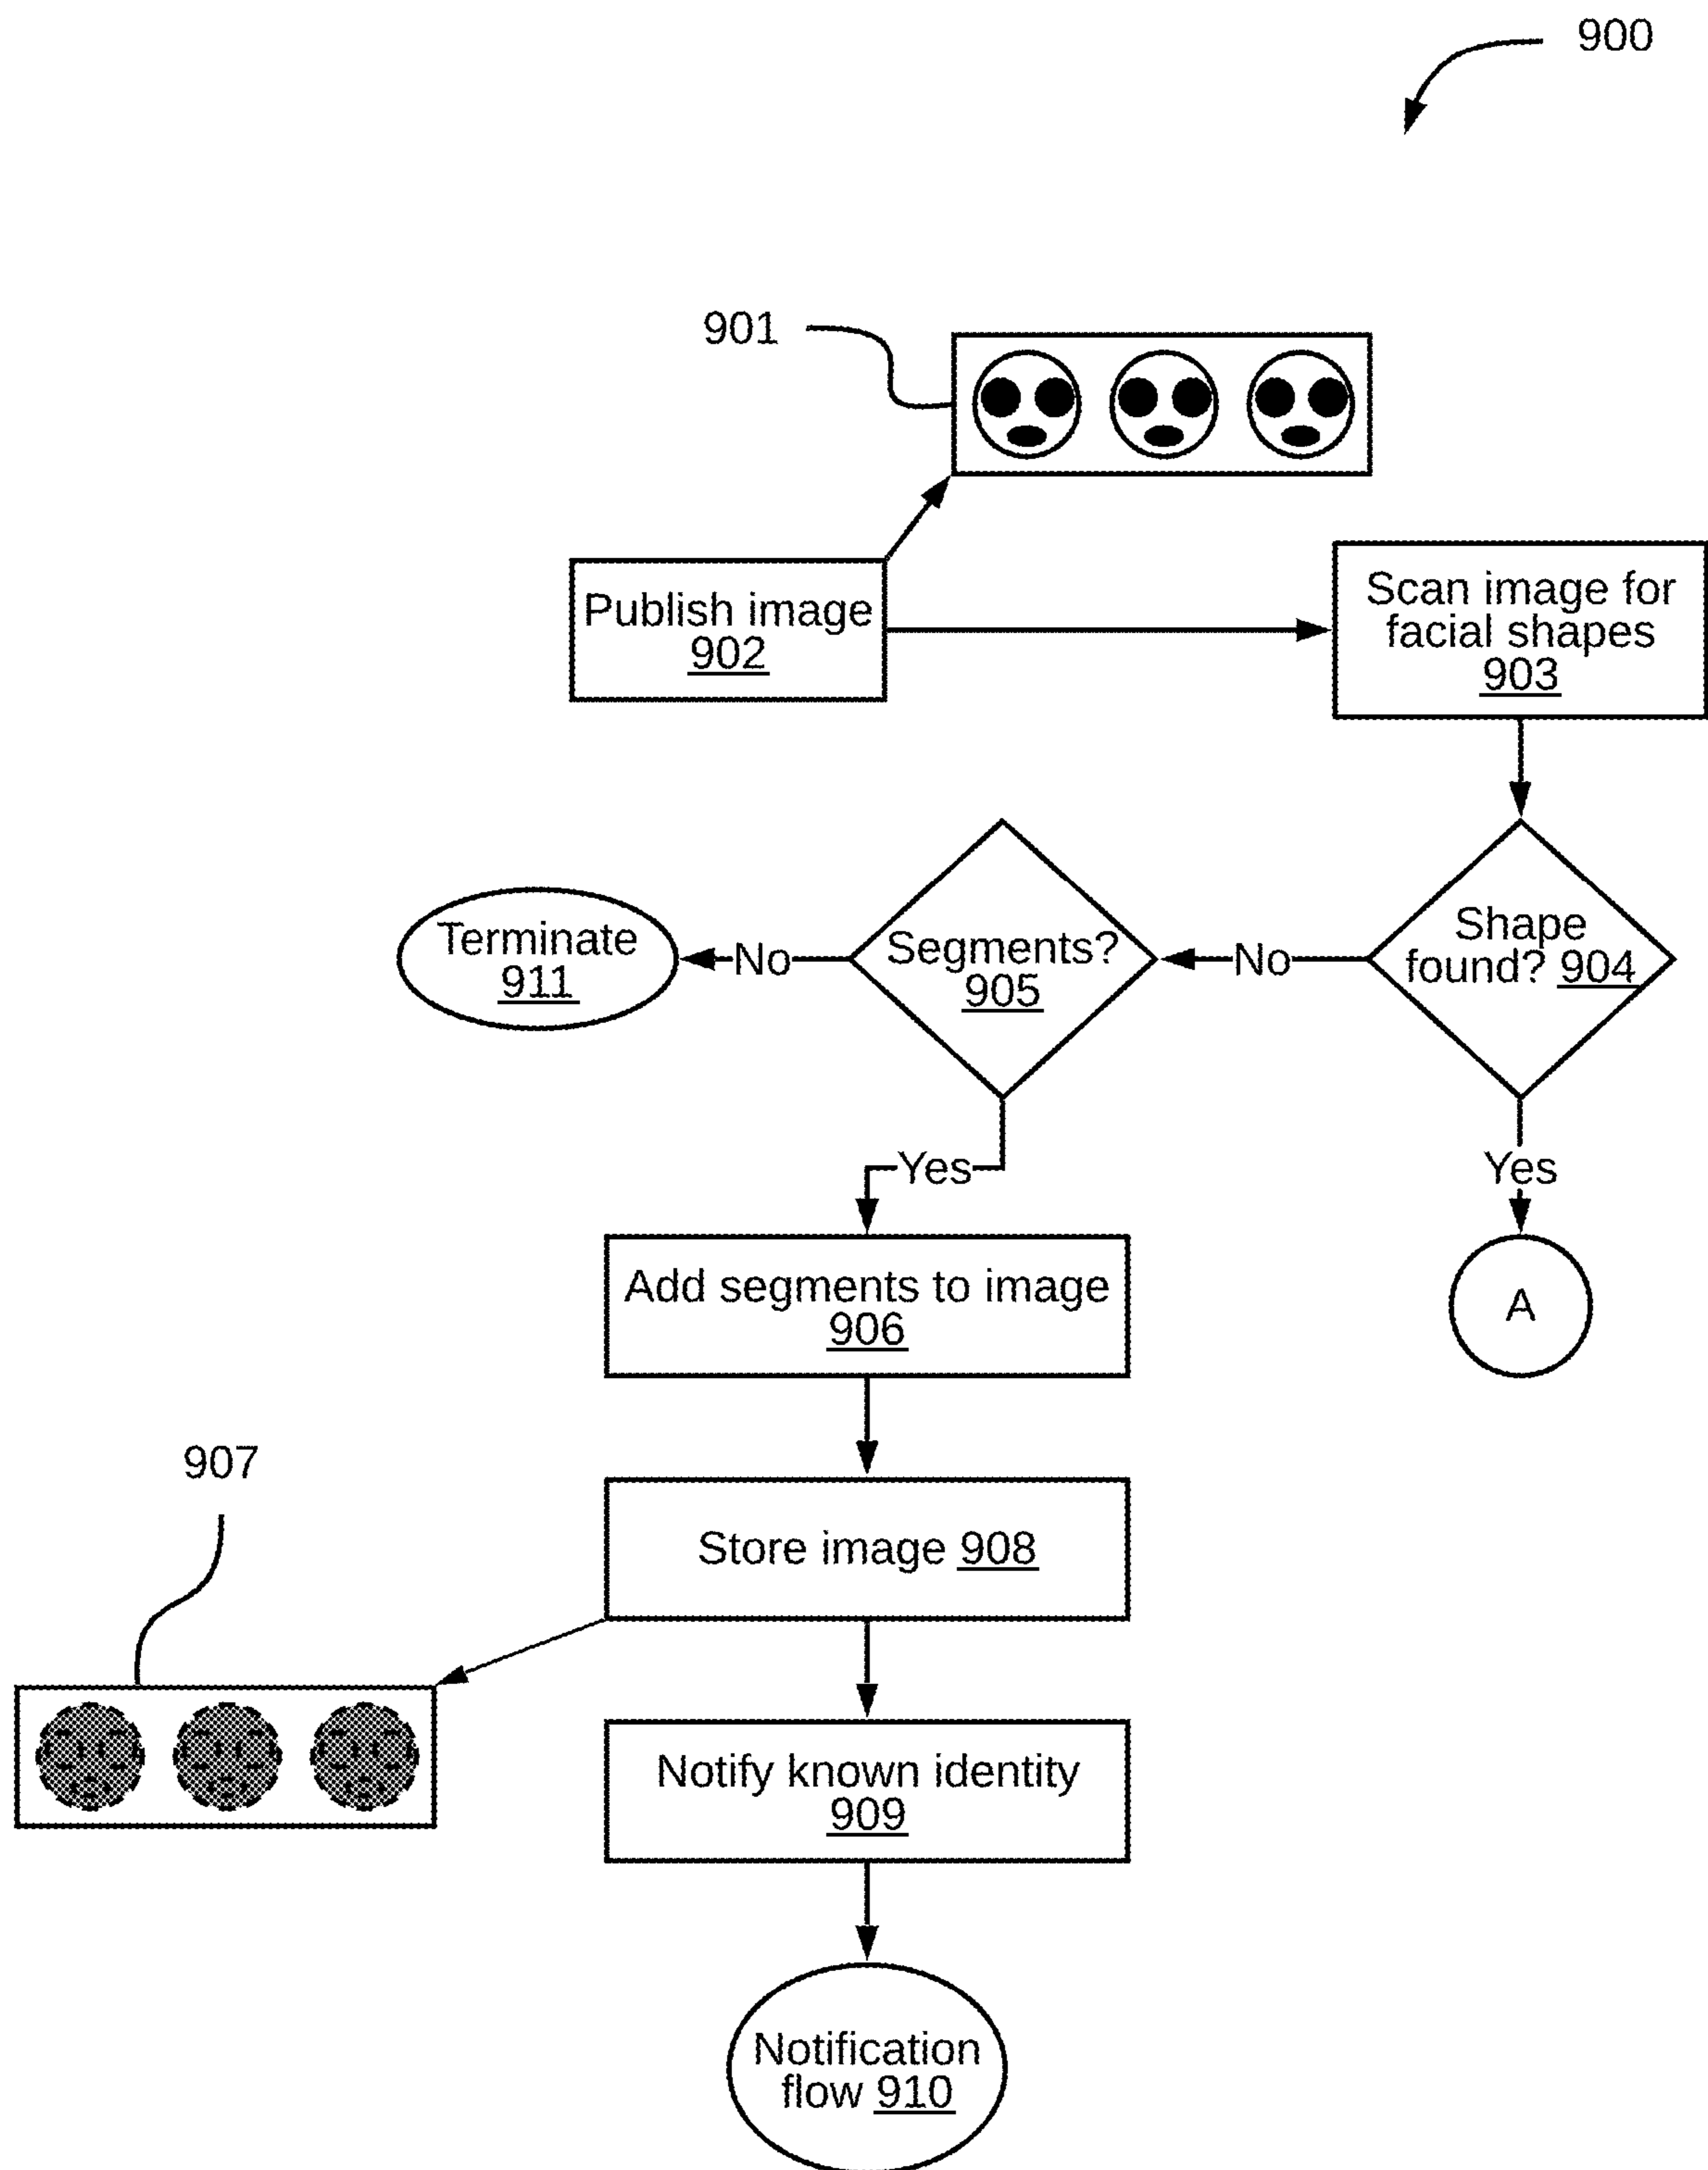 900
901
Publish image
902
Scan image for
facial shapes
903
Shape
found? 904
No
Segments?
905
No
Terminate
911
Yes
Yes
Add segments to image
906
A
907
Store image 908
Notify known identity
909
Notification
flow 910